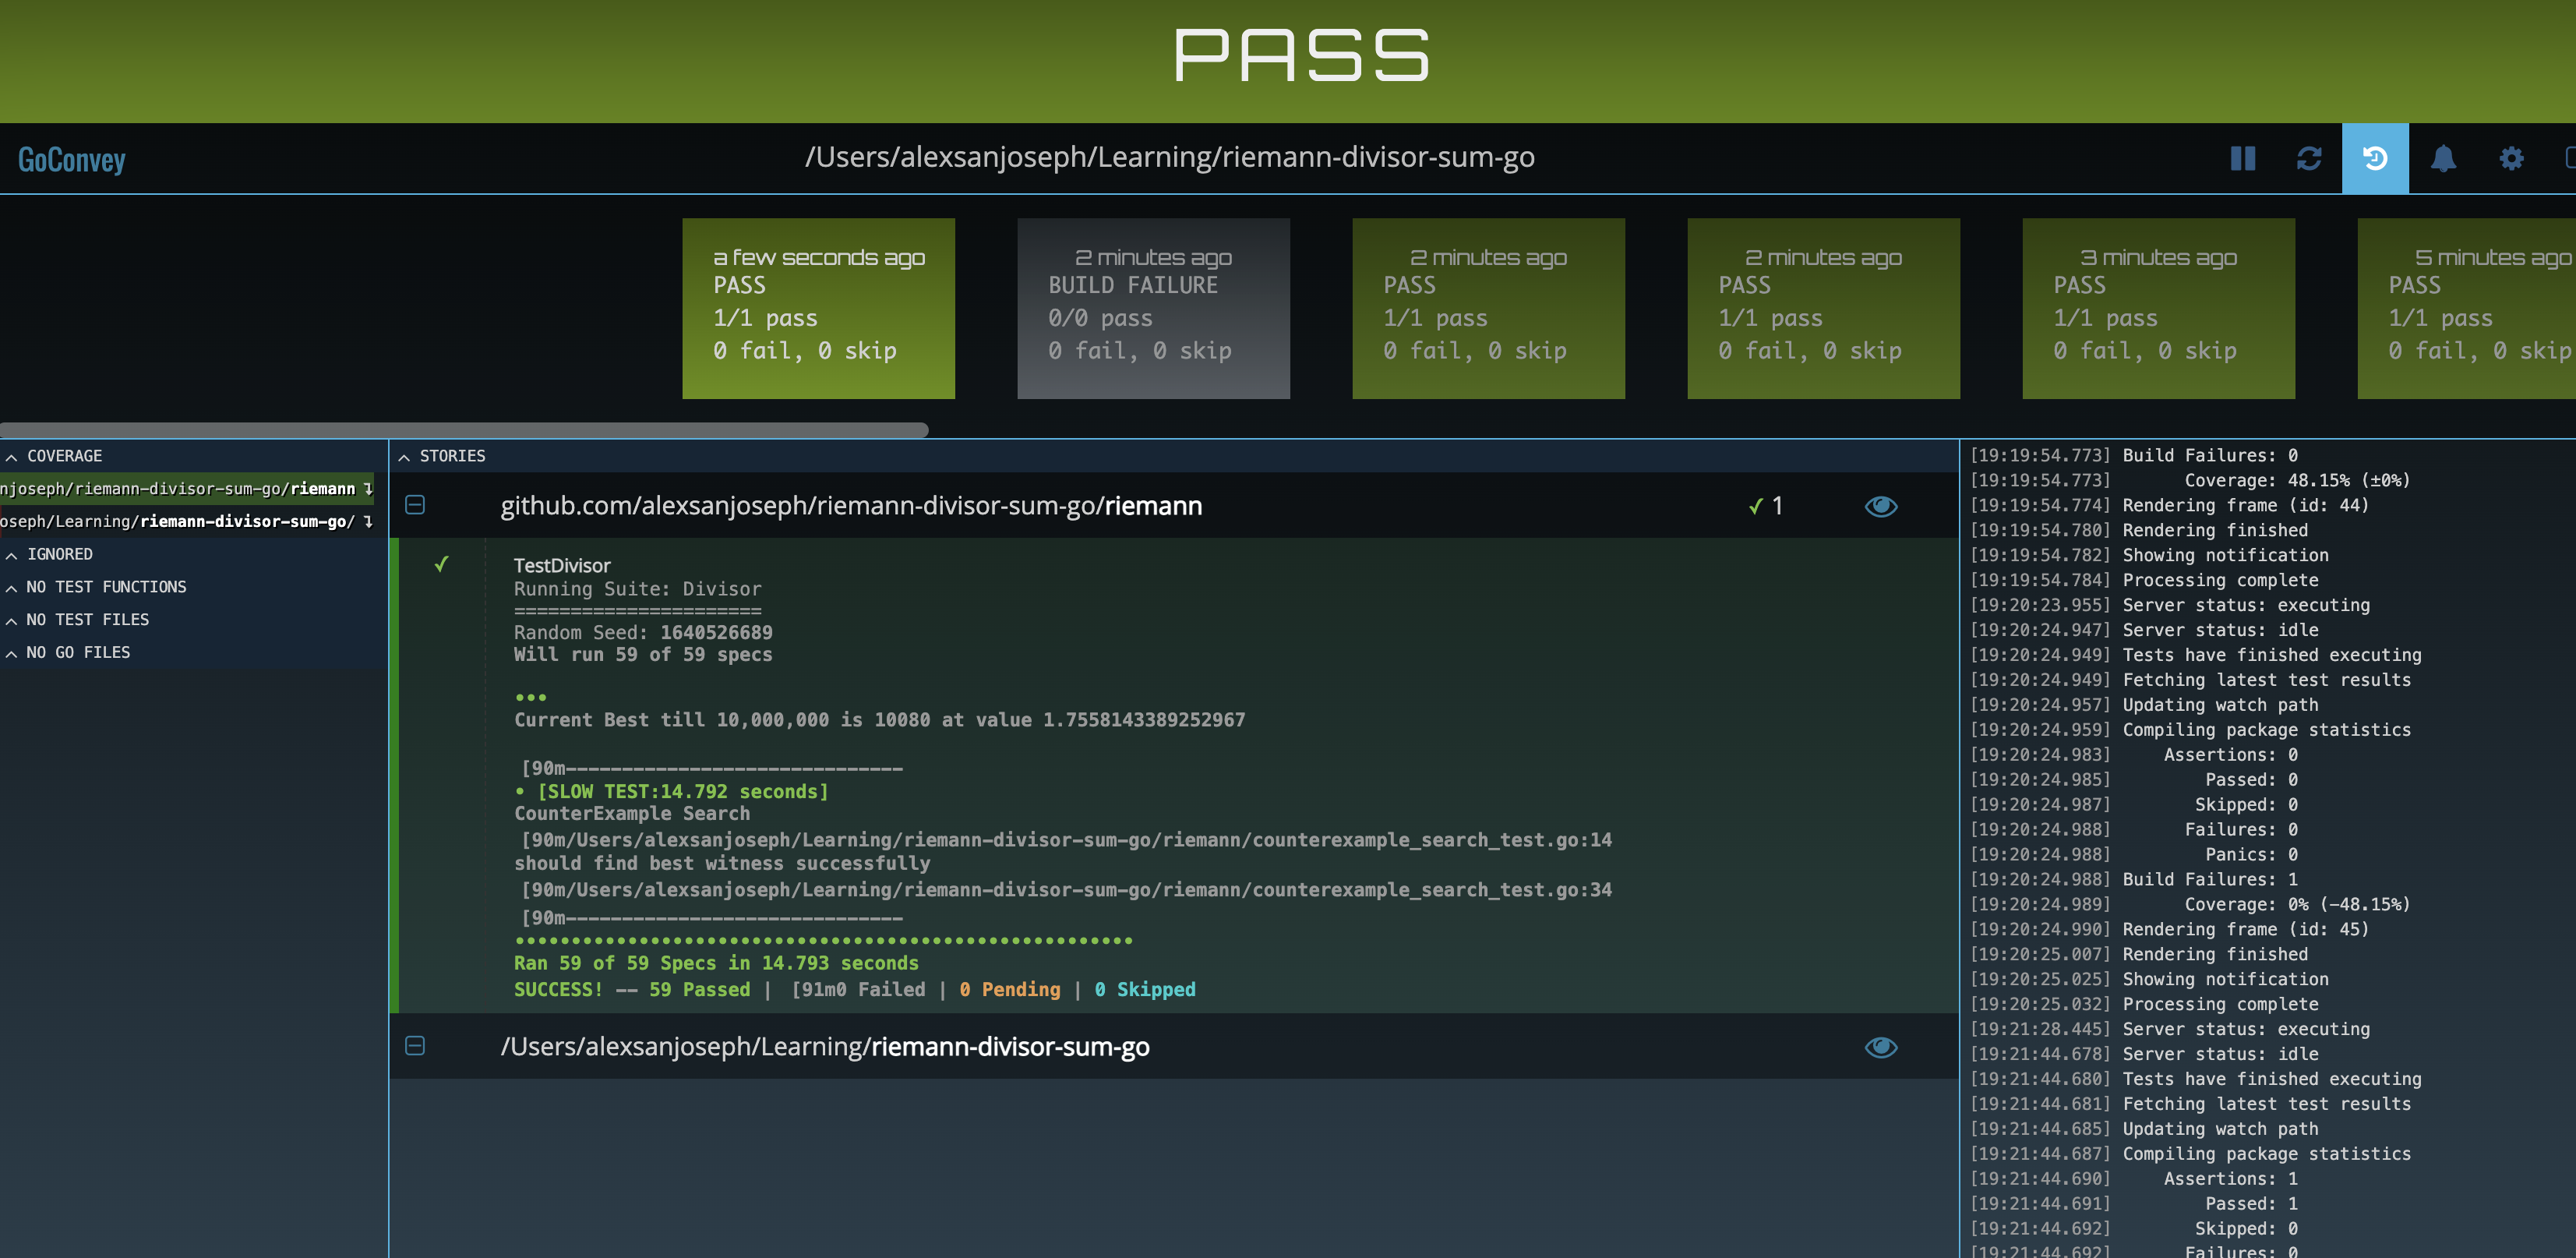 PASS
GoConvey
/Users/alexsanjoseph/Learning/riemann-divisor-sum-go
a few seconds ago
PASS
1/1 pass
0 fail, 0 skip
2 minutes ago
BUILD FAILURE
0/0 pass
0 fail, 0 skip
2 minutes ago
PASS
1/1 pass
0 fail, 0 skip
2 minutes ago
PASS
1/1 pass
0 fail, 0 skip
3 minutes ago
PASS
1/1 pass
0 fail, 0 skip
5 minutes ago
PASS
1/1 pass
0 fail, 0 skip
COVERAGE
njoseph/riemann-divisor-sum-go/riemann
oseph/Learning/riemann-divisor-sum-go/
IGNORED
NO TEST FUNCTIONS
NO TEST FILES
NO GO FILES
STORIES
github.com/alexsanjoseph/riemann-divisor-sum-go/riemann
✓ 1
TestDivisor
Running Suite: Divisor
======================
Random Seed: 1640526689
Will run 59 of 59 specs
•••
Current Best till 10,000,000 is 10080 at value 1.7558143389252967
[90m------------------------------
• [SLOW TEST:14.792 seconds]
CounterExample Search
[90m/Users/alexsanjoseph/Learning/riemann-divisor-sum-go/riemann/counterexample_search_test.go:14
should find best witness successfully
[90m/Users/alexsanjoseph/Learning/riemann-divisor-sum-go/riemann/counterexample_search_test.go:34
[90m------------------------------
•••••••••••••••••••••••••••••••••••••••••••••••••••••••
Ran 59 of 59 Specs in 14.793 seconds
SUCCESS! -- 59 Passed | [91m0 Failed | 0 Pending | 0 Skipped
/Users/alexsanjoseph/Learning/riemann-divisor-sum-go
[19:19:54.773] Build Failures: 0
[19:19:54.773] Coverage: 48.15% (±0%)
[19:19:54.774] Rendering frame (id: 44)
[19:19:54.780] Rendering finished
[19:19:54.782] Showing notification
[19:19:54.784] Processing complete
[19:20:23.955] Server status: executing
[19:20:24.947] Server status: idle
[19:20:24.949] Tests have finished executing
[19:20:24.949] Fetching latest test results
[19:20:24.957] Updating watch path
[19:20:24.959] Compiling package statistics
[19:20:24.983] Assertions: 0
[19:20:24.985] Passed: 0
[19:20:24.987] Skipped: 0
[19:20:24.988] Failures: 0
[19:20:24.988] Panics: 0
[19:20:24.988] Build Failures: 1
[19:20:24.989] Coverage: 0% (-48.15%)
[19:20:24.990] Rendering frame (id: 45)
[19:20:25.007] Rendering finished
[19:20:25.025] Showing notification
[19:20:25.032] Processing complete
[19:21:28.445] Server status: executing
[19:21:44.678] Server status: idle
[19:21:44.680] Tests have finished executing
[19:21:44.681] Fetching latest test results
[19:21:44.685] Updating watch path
[19:21:44.687] Compiling package statistics
[19:21:44.690] Assertions: 1
[19:21:44.691] Passed: 1
[19:21:44.692] Skipped: 0
[19:21:44.692] Failures: 0